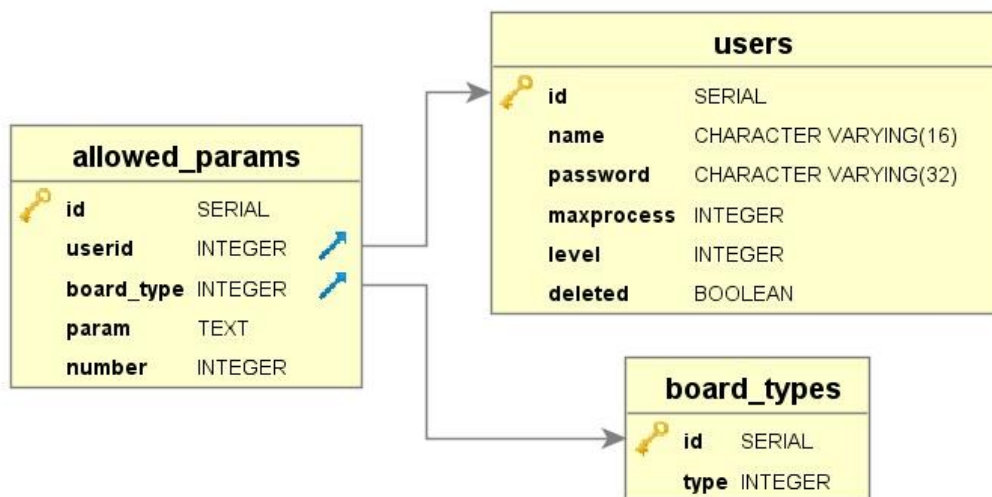 users
id SERIAL
name CHARACTER VARYING(16)
password CHARACTER VARYING(32)
maxprocess INTEGER
level INTEGER
deleted BOOLEAN
allowed_params
id SERIAL
userid INTEGER
board_type INTEGER
param TEXT
number INTEGER
board_types
id SERIAL
type INTEGER